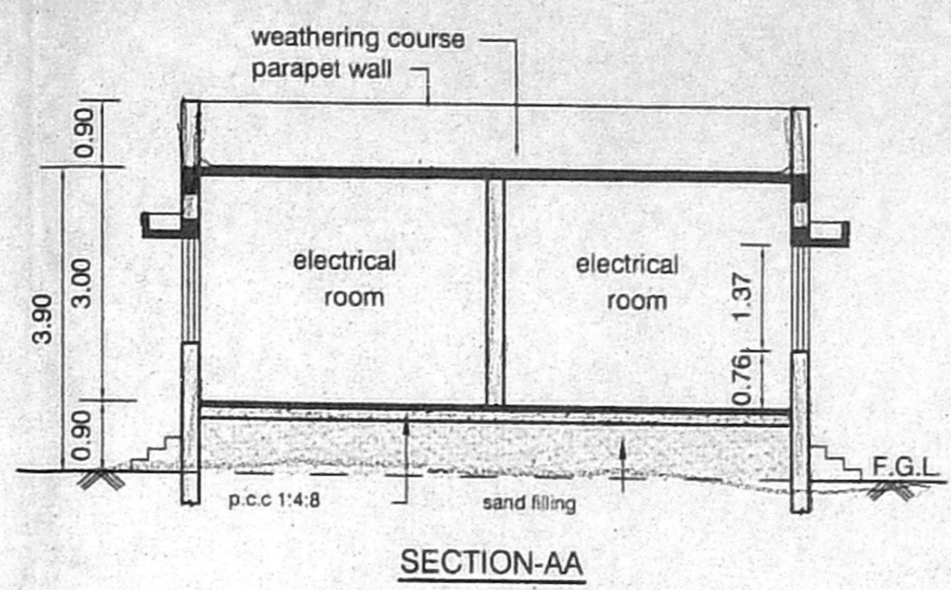 weathering course
parapet wall
0.90
3.90
3.00
0.90
electrical
room
electrical
room
1.37
0.76
F.G.L
p.c.c 1:4:8
sand filling
SECTION-AA